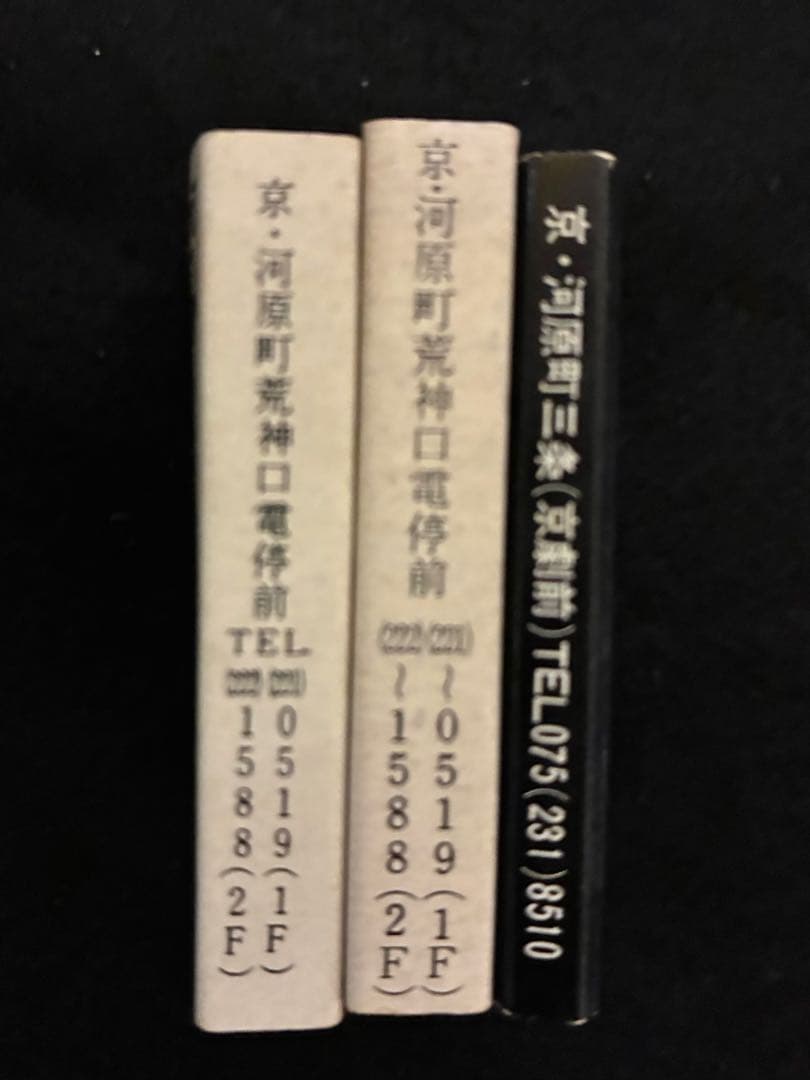 京・河原町荒神口電停前
TEL
(221)0519(1F)
(222)1588(2F)
京・河原町荒神口電停前
(221)~0519(1F)
(222)~1588(2F)
京・河原町三条(京劇前)TEL075(231)8510